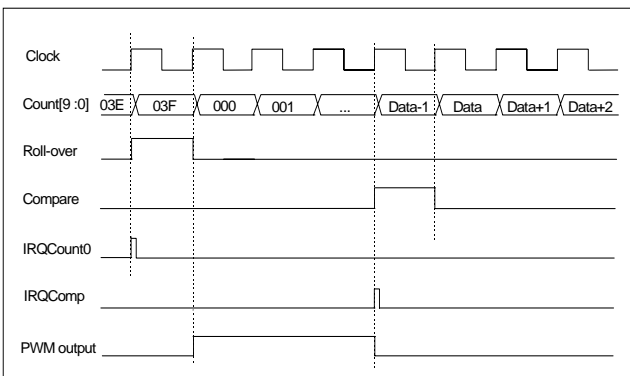 Clock
Count[9 :0] 03E 03F 000 001 ... Data-1 Data Data+1 Data+2
Roll-over
Compare
IRQCount0
IRQComp
PWM output